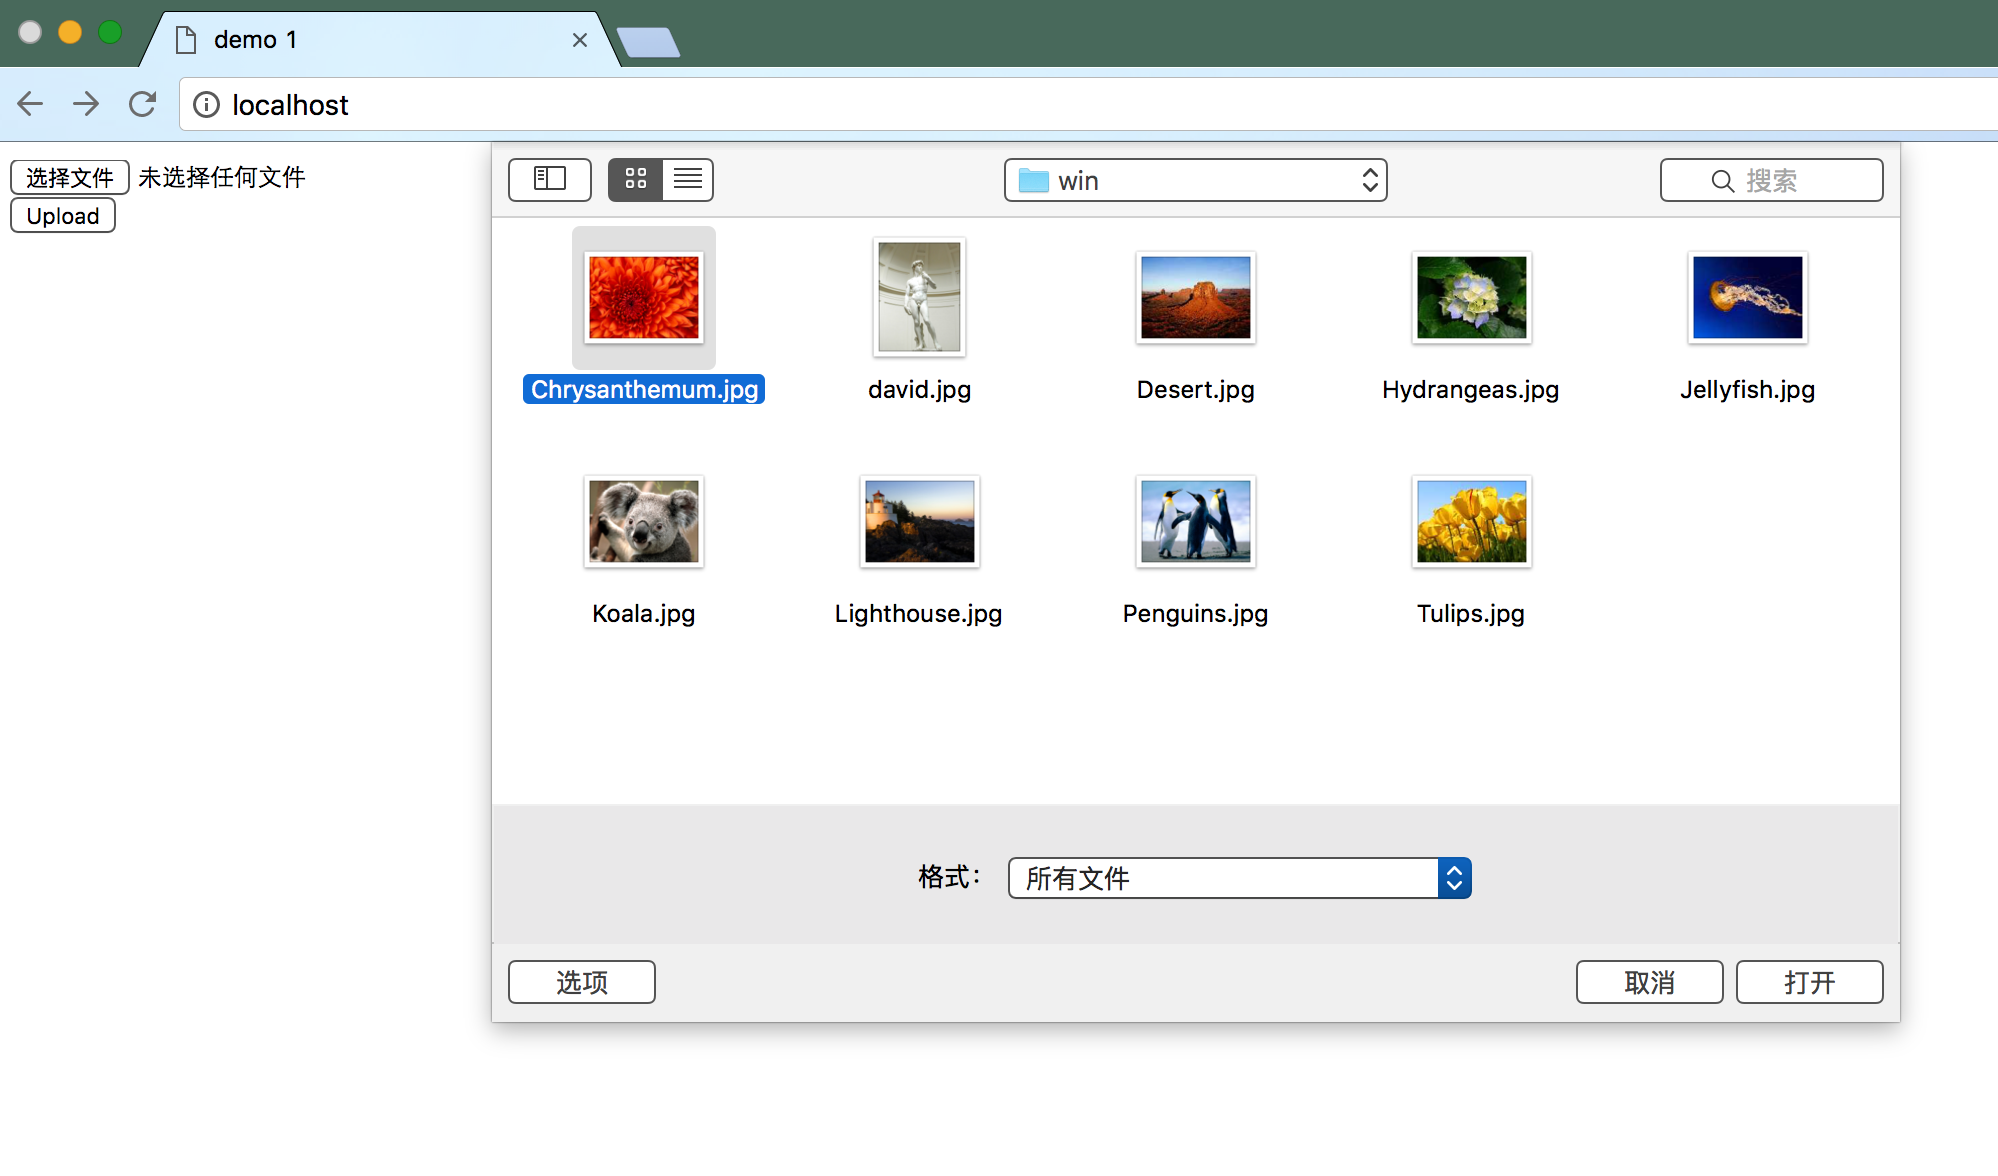 demo 1
localhost
选择文件 未选择任何文件
Upload
win
搜索
Chrysanthemum.jpg
david.jpg
Desert.jpg
Hydrangeas.jpg
Jellyfish.jpg
Koala.jpg
Lighthouse.jpg
Penguins.jpg
Tulips.jpg
格式： 所有文件
选项
取消
打开